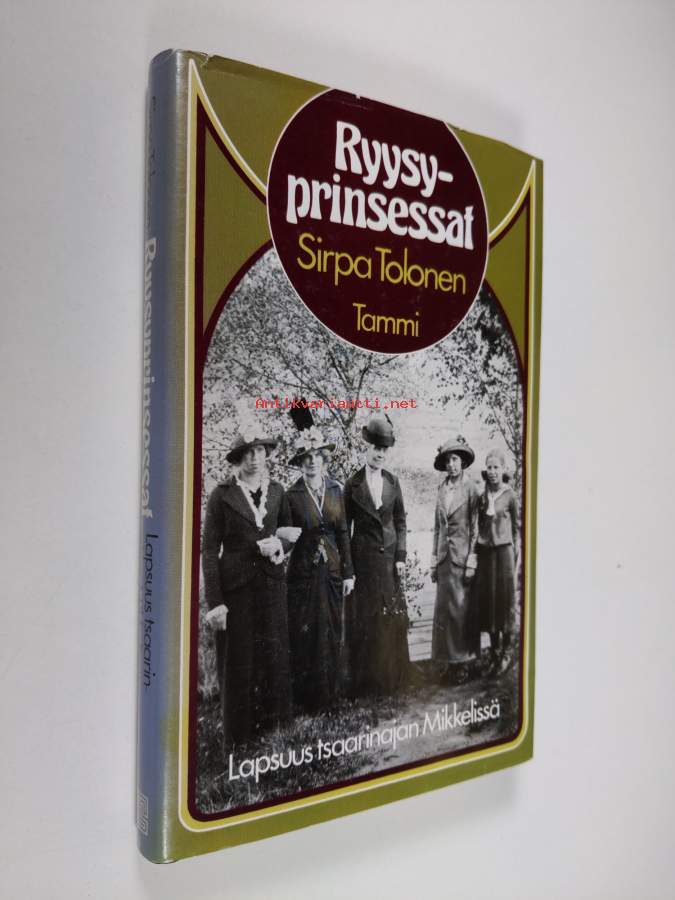 Ryysy-
prinsessat
Sirpa Tolonen
Tammi
Antikvariaatti.net
Lapsuus tsaarinajan Mikkelissä
Ryysyprinsessat
Lapsuus tsaarin